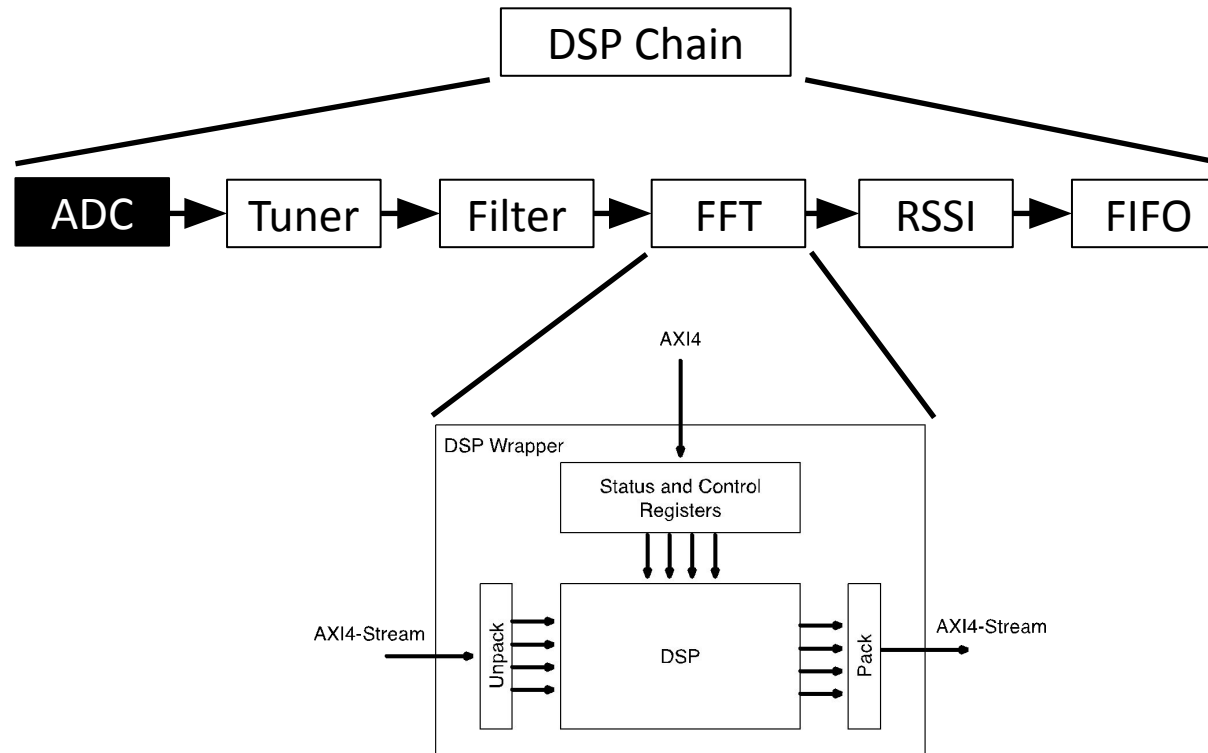 DSP Chain
ADC
Tuner
Filter
FFT
RSSI
FIFO
AXI4
DSP Wrapper
Status and Control
Registers
AXI4-Stream
Unpack
DSP
Pack
AXI4-Stream